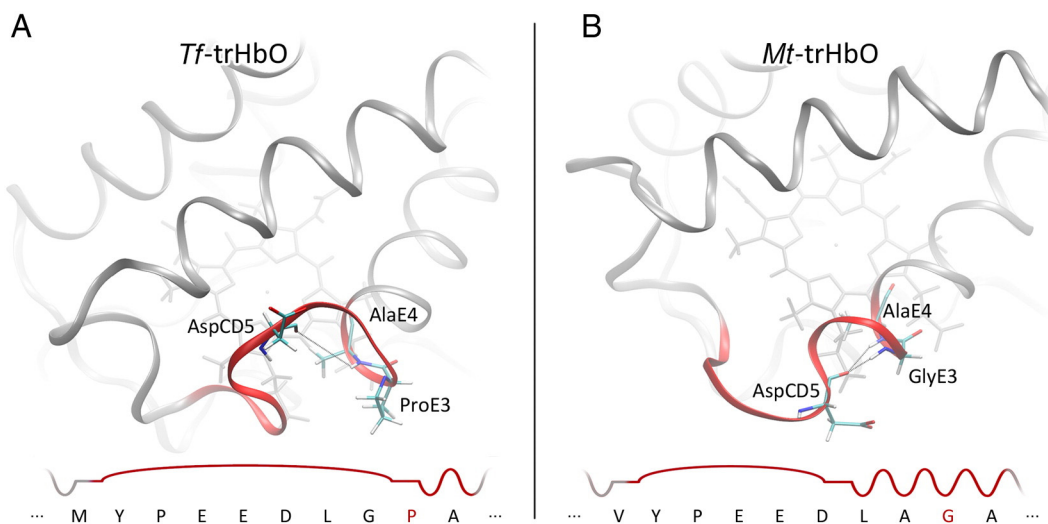 A
Tf-trHbO
AspCD5
AlaE4
ProE3
... M Y P E E D L G P A ...
B
Mt-trHbO
AlaE4
GlyE3
AspCD5
... V Y P E E D L A G A ...